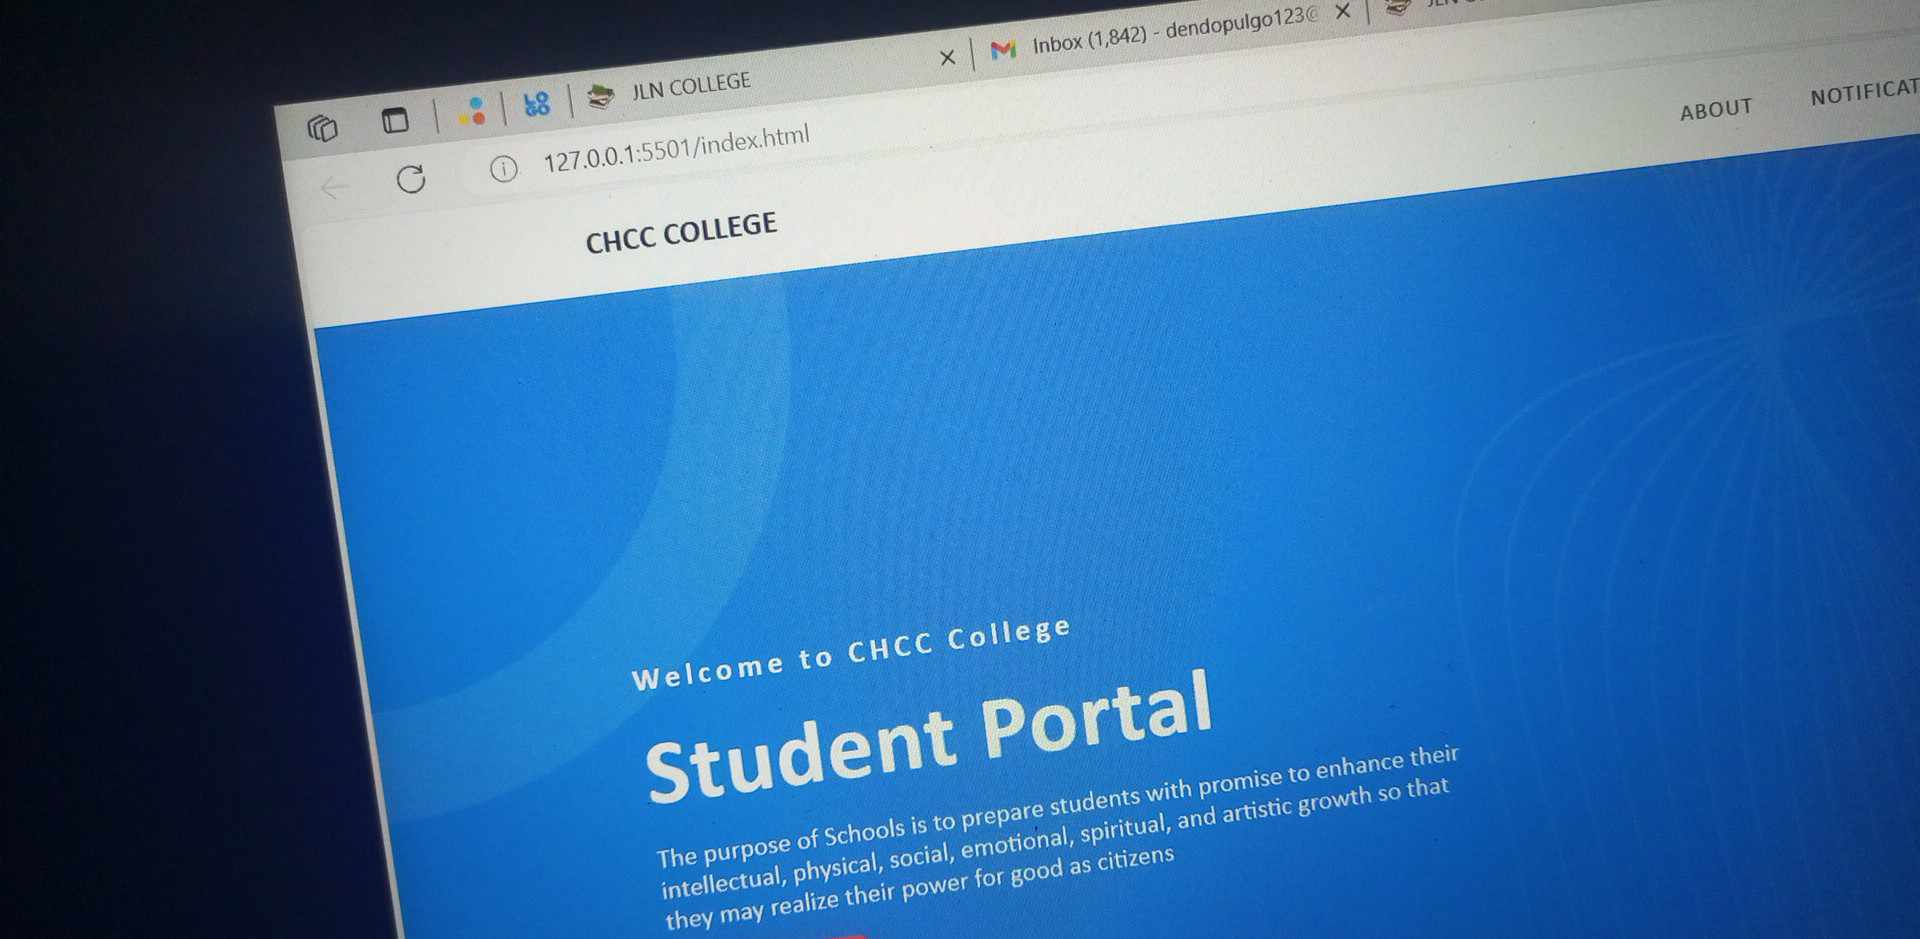 JLN COLLEGE
Inbox (1,842) - dendopulgo123@
127.0.0.1:5501/index.html
CHCC COLLEGE
ABOUT
NOTIFICAT
Welcome to CHCC College
Student Portal
The purpose of Schools is to prepare students with promise to enhance their
intellectual, physical, social, emotional, spiritual, and artistic growth so that
they may realize their power for good as citizens